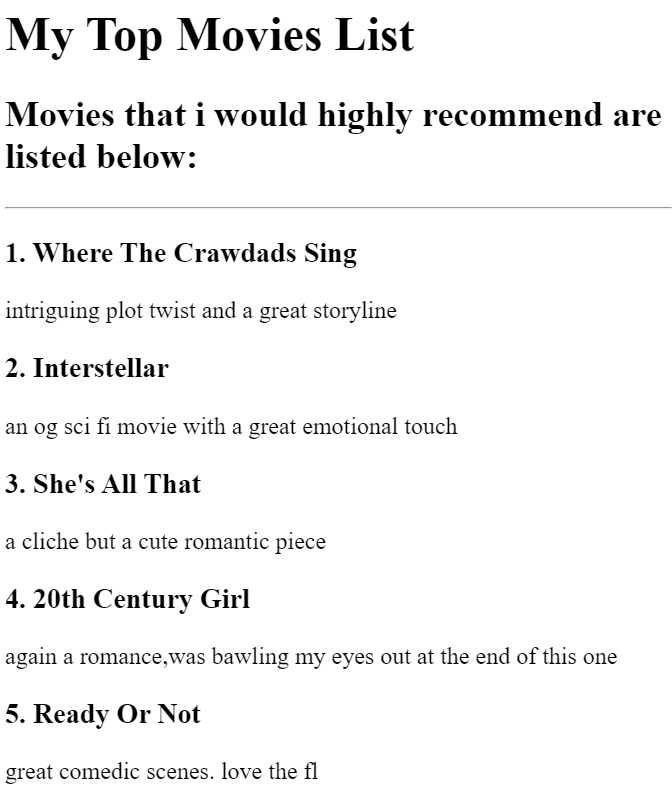 My Top Movies List
Movies that i would highly recommend are
listed below:
1. Where The Crawdads Sing
intriguing plot twist and a great storyline
2. Interstellar
an og sci fi movie with a great emotional touch
3. She's All That
a cliche but a cute romantic piece
4. 20th Century Girl
again a romance,was bawling my eyes out at the end of this one
5. Ready Or Not
great comedic scenes. love the fl